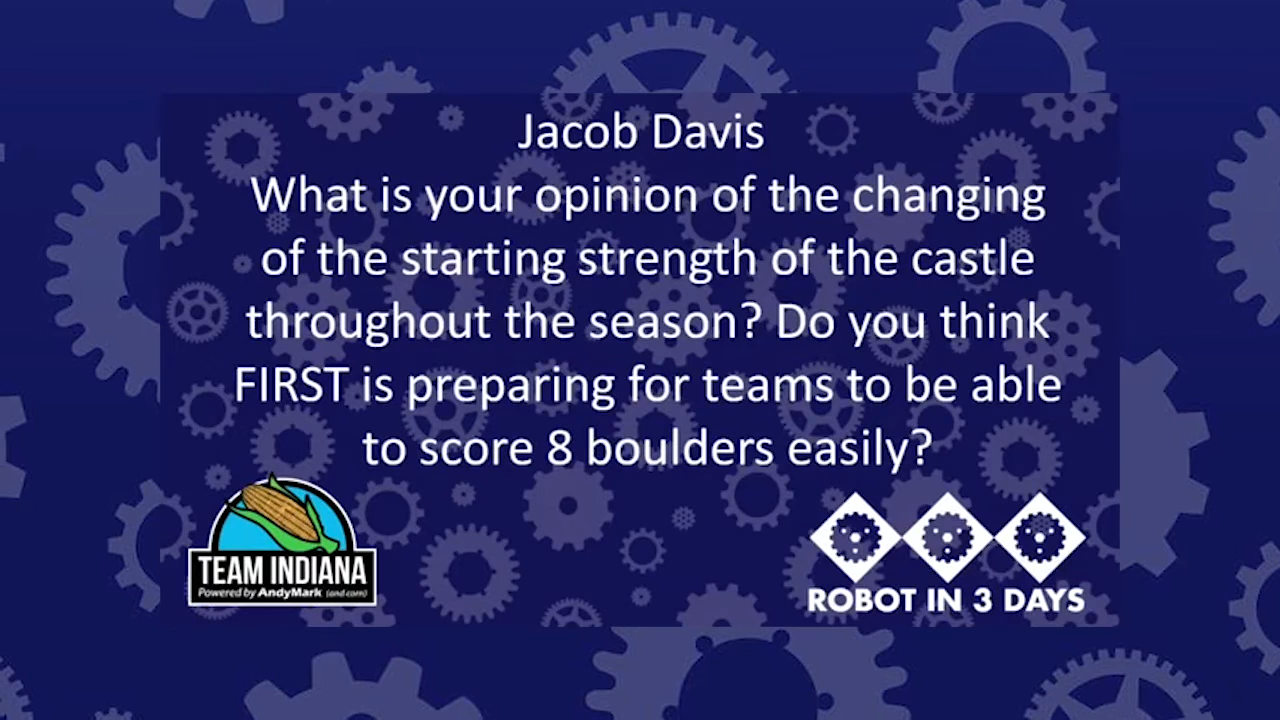 Jacob Davis
What is your opinion of the changing
of the starting strength of the castle
throughout the season? Do you think
FIRST is preparing for teams to be able
to score 8 boulders easily?
TEAM INDIANA
Powered by AndyMark (and corn)
ROBOT IN 3 DAYS